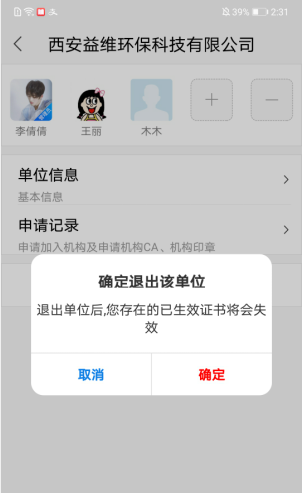 39% 2:31
西安益维环保科技有限公司
李倩倩 王丽 木木
单位信息
基本信息
申请记录
申请加入机构及申请机构CA、机构印章
确定退出该单位
退出单位后,您存在的已生效证书将会失
效
取消 确定